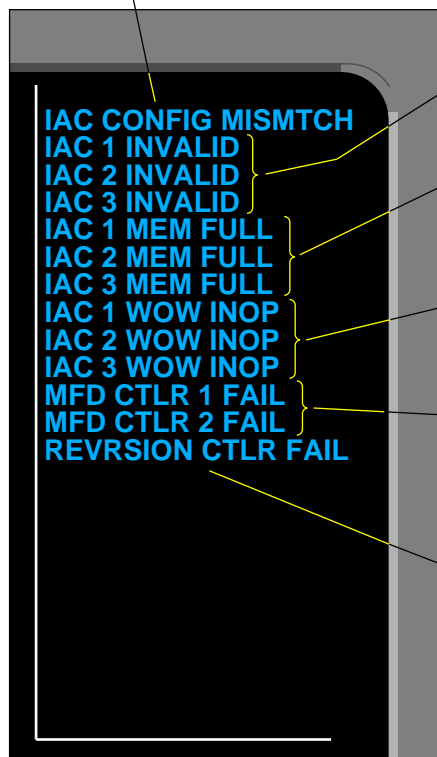 IAC CONFIG MISMTCH
IAC 1 INVALID
IAC 2 INVALID
IAC 3 INVALID
IAC 1 MEM FULL
IAC 2 MEM FULL
IAC 3 MEM FULL
IAC 1 WOW INOP
IAC 2 WOW INOP
IAC 3 WOW INOP
MFD CTLR 1 FAIL
MFD CTLR 2 FAIL
REVRSION CTLR FAIL